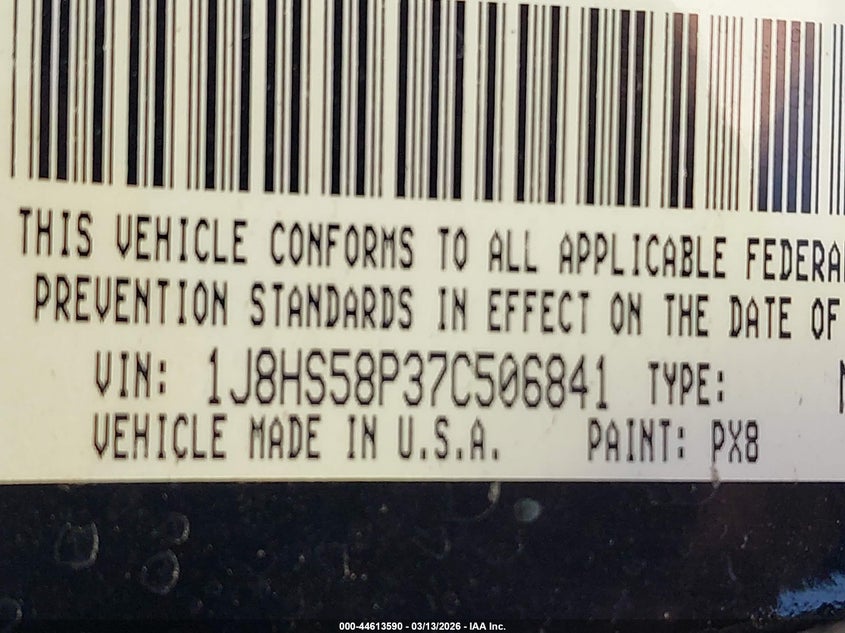 THIS VEHICLE CONFORMS TO ALL APPLICABLE FEDERAL
PREVENTION STANDARDS IN EFFECT ON THE DATE OF
VIN: 1J8HS58P37C506841 TYPE:
VEHICLE MADE IN U.S.A. PAINT: PX8
000-44613590 - 03/13/2026 - IAA Inc.